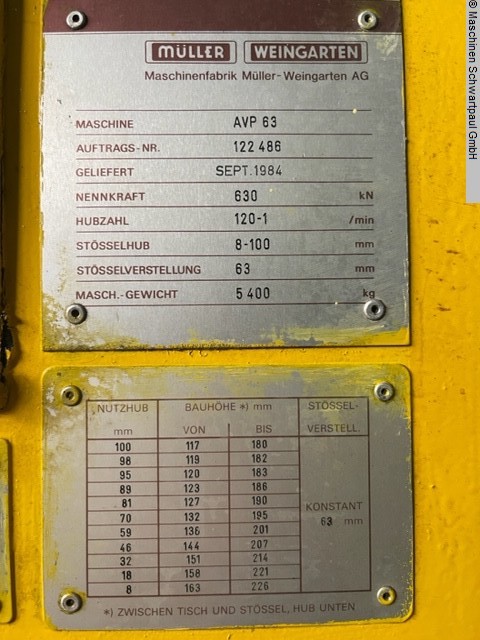 MÜLLER WEINGARTEN
Maschinenfabrik Müller-Weingarten AG
MASCHINE AVP 63
AUFTRAGS-NR. 122 486
GELIEFERT SEPT. 1984
NENNKRAFT 630 kN
HUBZAHL 120-1 /min
STÖSSELHUB 8-100 mm
STÖSSELVERSTELLUNG 63 mm
MASCH.-GEWICHT 5 400 kg
NUTZHUB BAUHÖHE *) mm STÖSSEL-
mm VON BIS VERSTELL.
100 117 180
98 119 182
95 120 183
89 123 186
81 127 190
70 132 195
59 136 201
46 144 207
32 151 214
18 158 221
8 163 226
KONSTANT
63 mm
*) ZWISCHEN TISCH UND STÖSSEL, HUB UNTEN
© Maschinen Schwartpaul GmbH